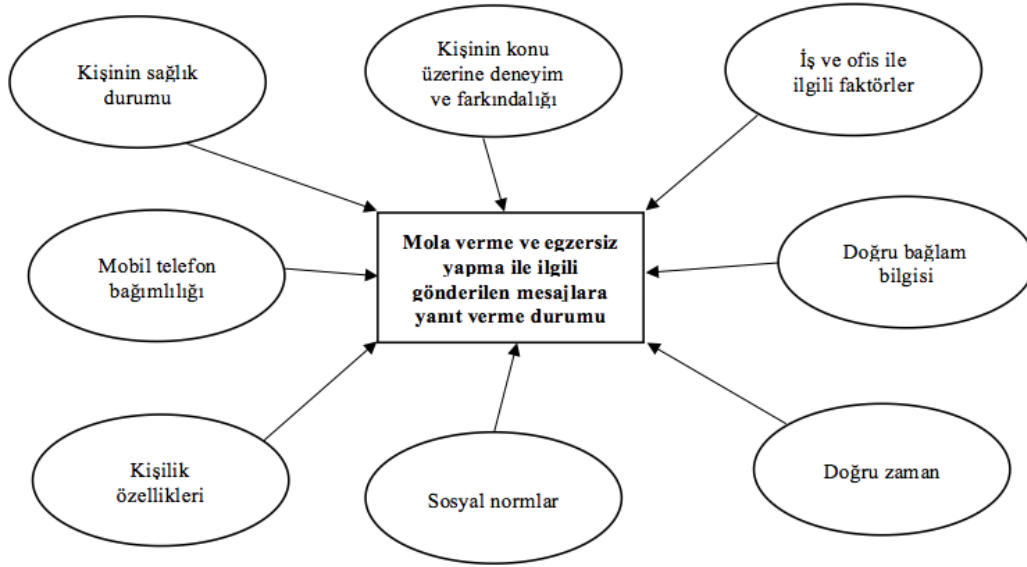 Kişinin sağlık
durumu
Kişinin konu
üzerine deneyim
ve farkındalığı
İş ve ofis ile
ilgili faktörler
Mobil telefon
bağımlılığı
Mola verme ve egzersiz
yapma ile ilgili
gönderilen mesajlara
yanıt verme durumu
Doğru bağlam
bilgisi
Kişilik
özellikleri
Sosyal normlar
Doğru zaman